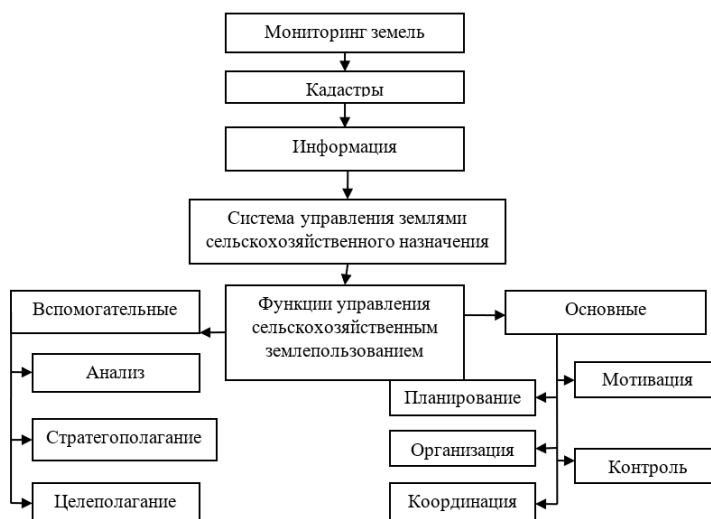 Мониторинг земель
Кадастры
Информация
Система управления землями
сельскохозяйственного назначения
Вспомогательные
Функции управления
сельскохозяйственным
землепользованием
Основные
Анализ
Стратегополагание
Целеполагание
Планирование
Организация
Координация
Мотивация
Контроль